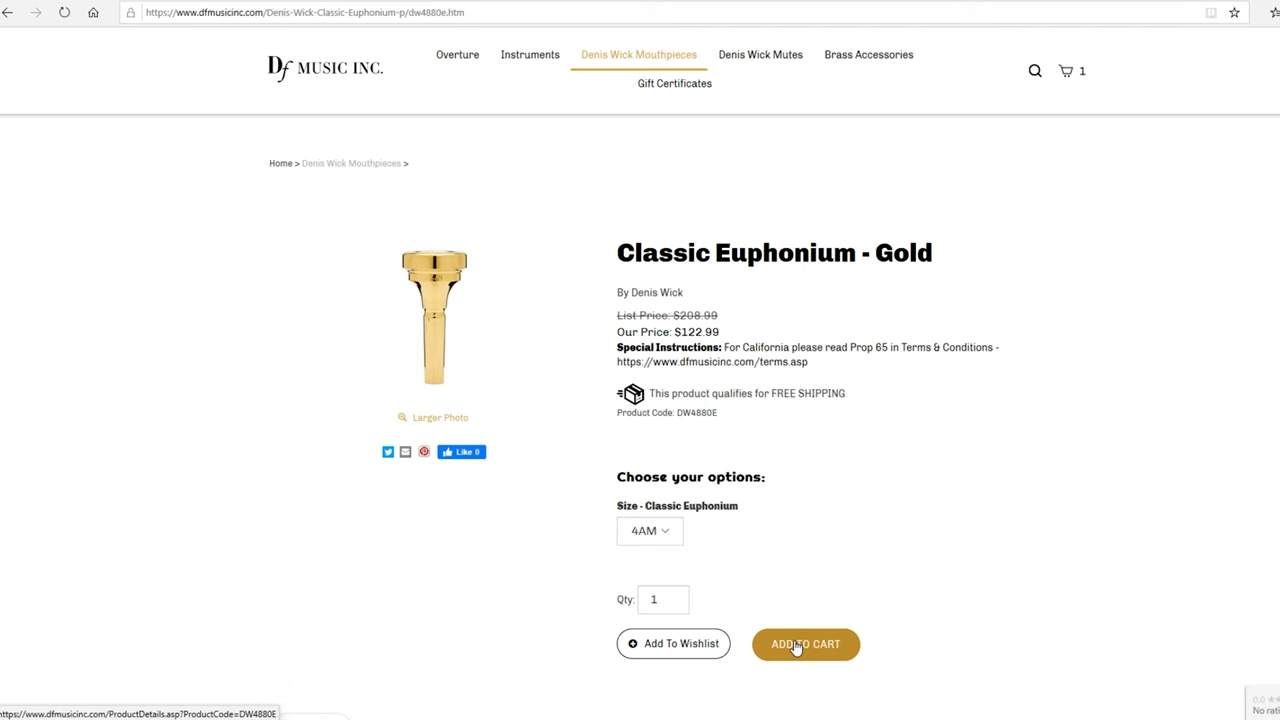 https://www.dfmusicinc.com/Denis-Wick-Classic-Euphonium-p/dw4880e.htm
Df MUSIC INC.
Overture
Instruments
Denis Wick Mouthpieces
Denis Wick Mutes
Brass Accessories
Gift Certificates
1
Home > Denis Wick Mouthpieces >
Classic Euphonium - Gold
By Denis Wick
List Price: $208.99
Our Price: $122.99
Special Instructions: For California please read Prop 65 in Terms & Conditions -
https://www.dfmusicinc.com/terms.asp
This product qualifies for FREE SHIPPING
Product Code: DW4880E
Larger Photo
Like 0
Choose your options:
Size - Classic Euphonium
4AM
Qty: 1
Add To Wishlist
ADD TO CART
0.0
No rati
https://www.dfmusicinc.com/ProductDetails.asp?ProductCode=DW4880E